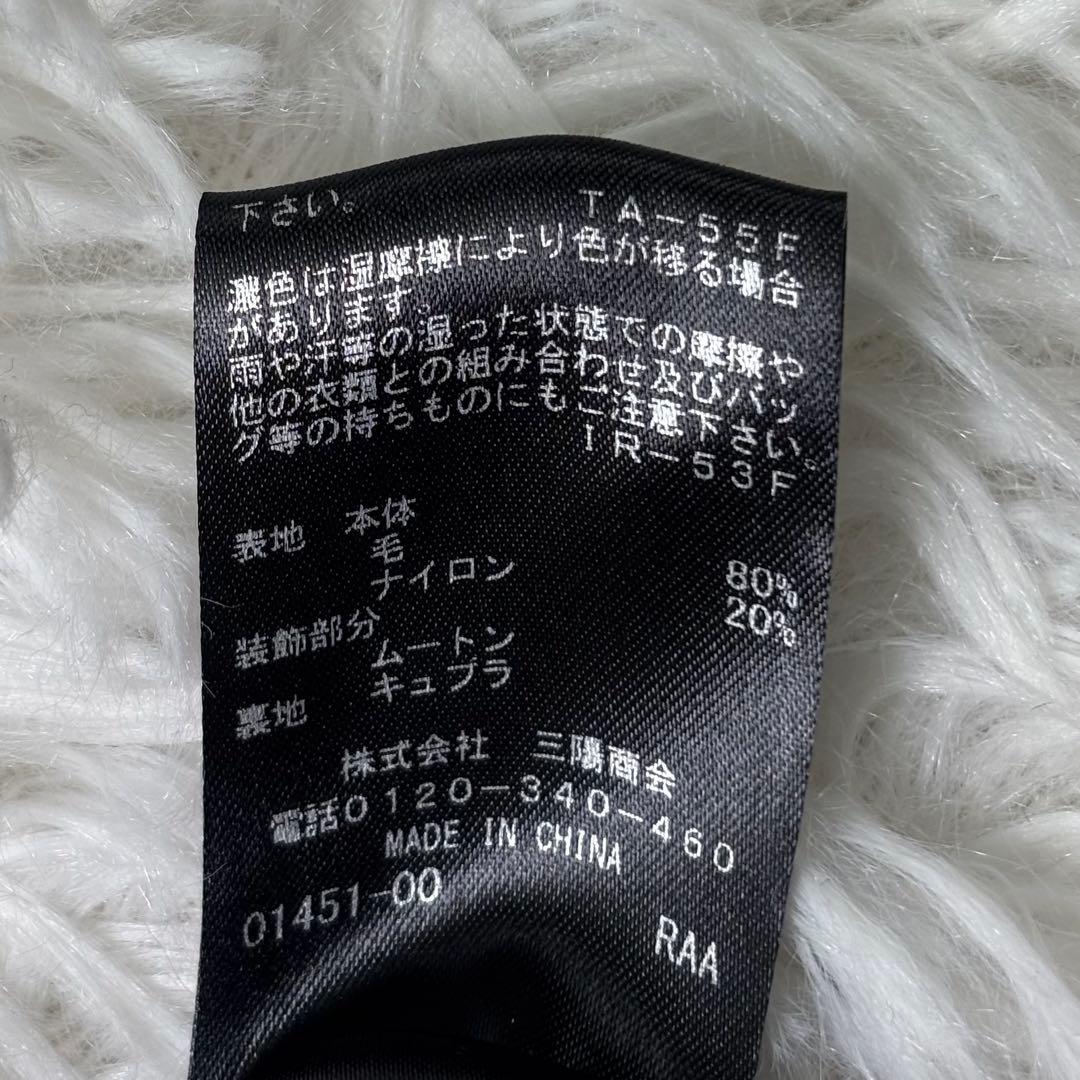 下さい。 TA-55F
濃色は湿摩擦により色が移る場合
があります。
雨や汗等の湿った状態での摩擦や
他の衣類との組み合わせ及びバッ
グ等の持ちものにもご注意下さい。
IR-53F
表地 本体
毛 80%
ナイロン 20%
装飾部分
ムートン
裏地 キュプラ
株式会社 三陽商会
電話0120-340-460
MADE IN CHINA
01451-00
RAA